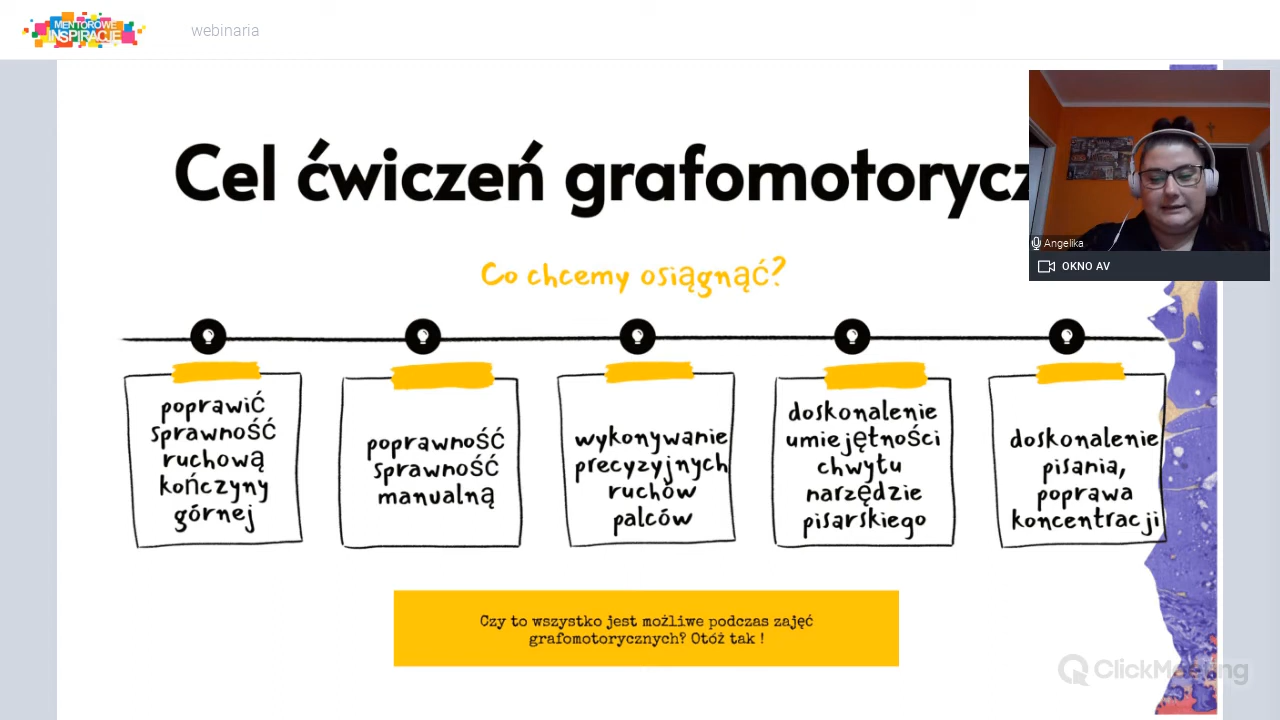 MENTOROWE
INSPIRACJE
webinaria
Cel ćwiczeń grafomotorycz
Angelika
OKNO AV
Co chcemy osiągnąć?
poprawić
sprawność
ruchową
kończyny
górnej
poprawność
sprawność
manualną
wykonywanie
precyzyjnych
ruchów
palców
doskonalenie
umiejętności
chwytu
narzędzie
pisarskiego
doskonalenie
pisania,
poprawa
koncentracji
Czy to wszystko jest możliwe podczas zajęć
grafomotorycznych? Otóż tak !
ClickMeeting